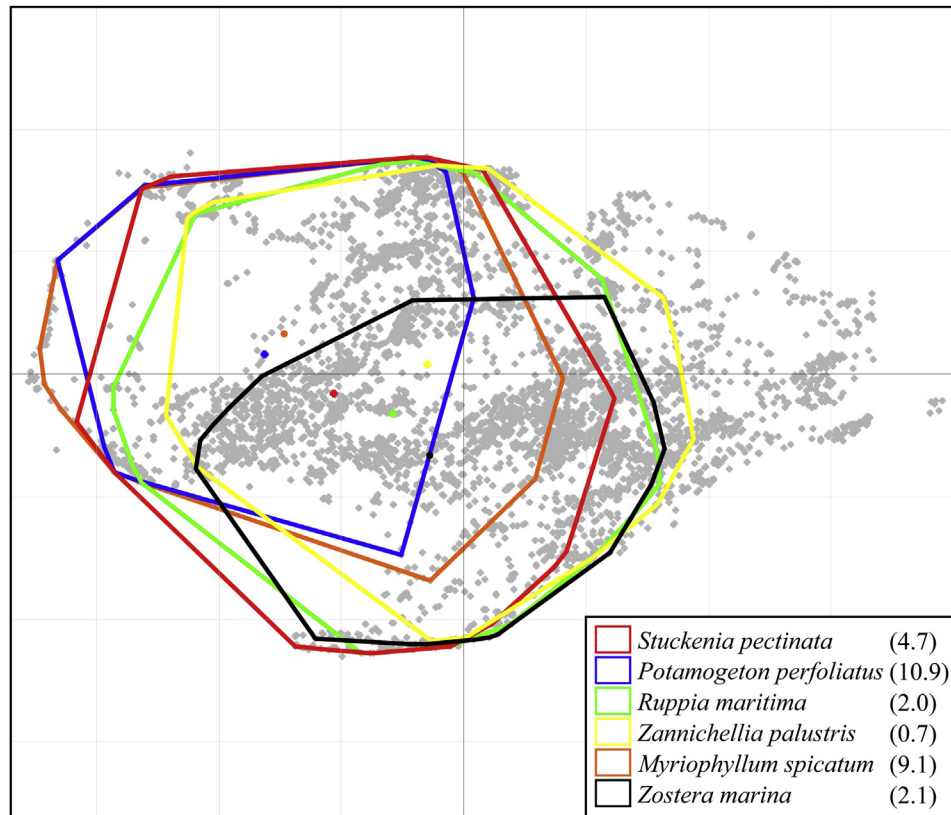 Stuckenia pectinata (4.7)
Potamogeton perfoliatus (10.9)
Ruppia maritima (2.0)
Zannichellia palustris (0.7)
Myriophyllum spicatum (9.1)
Zostera marina (2.1)